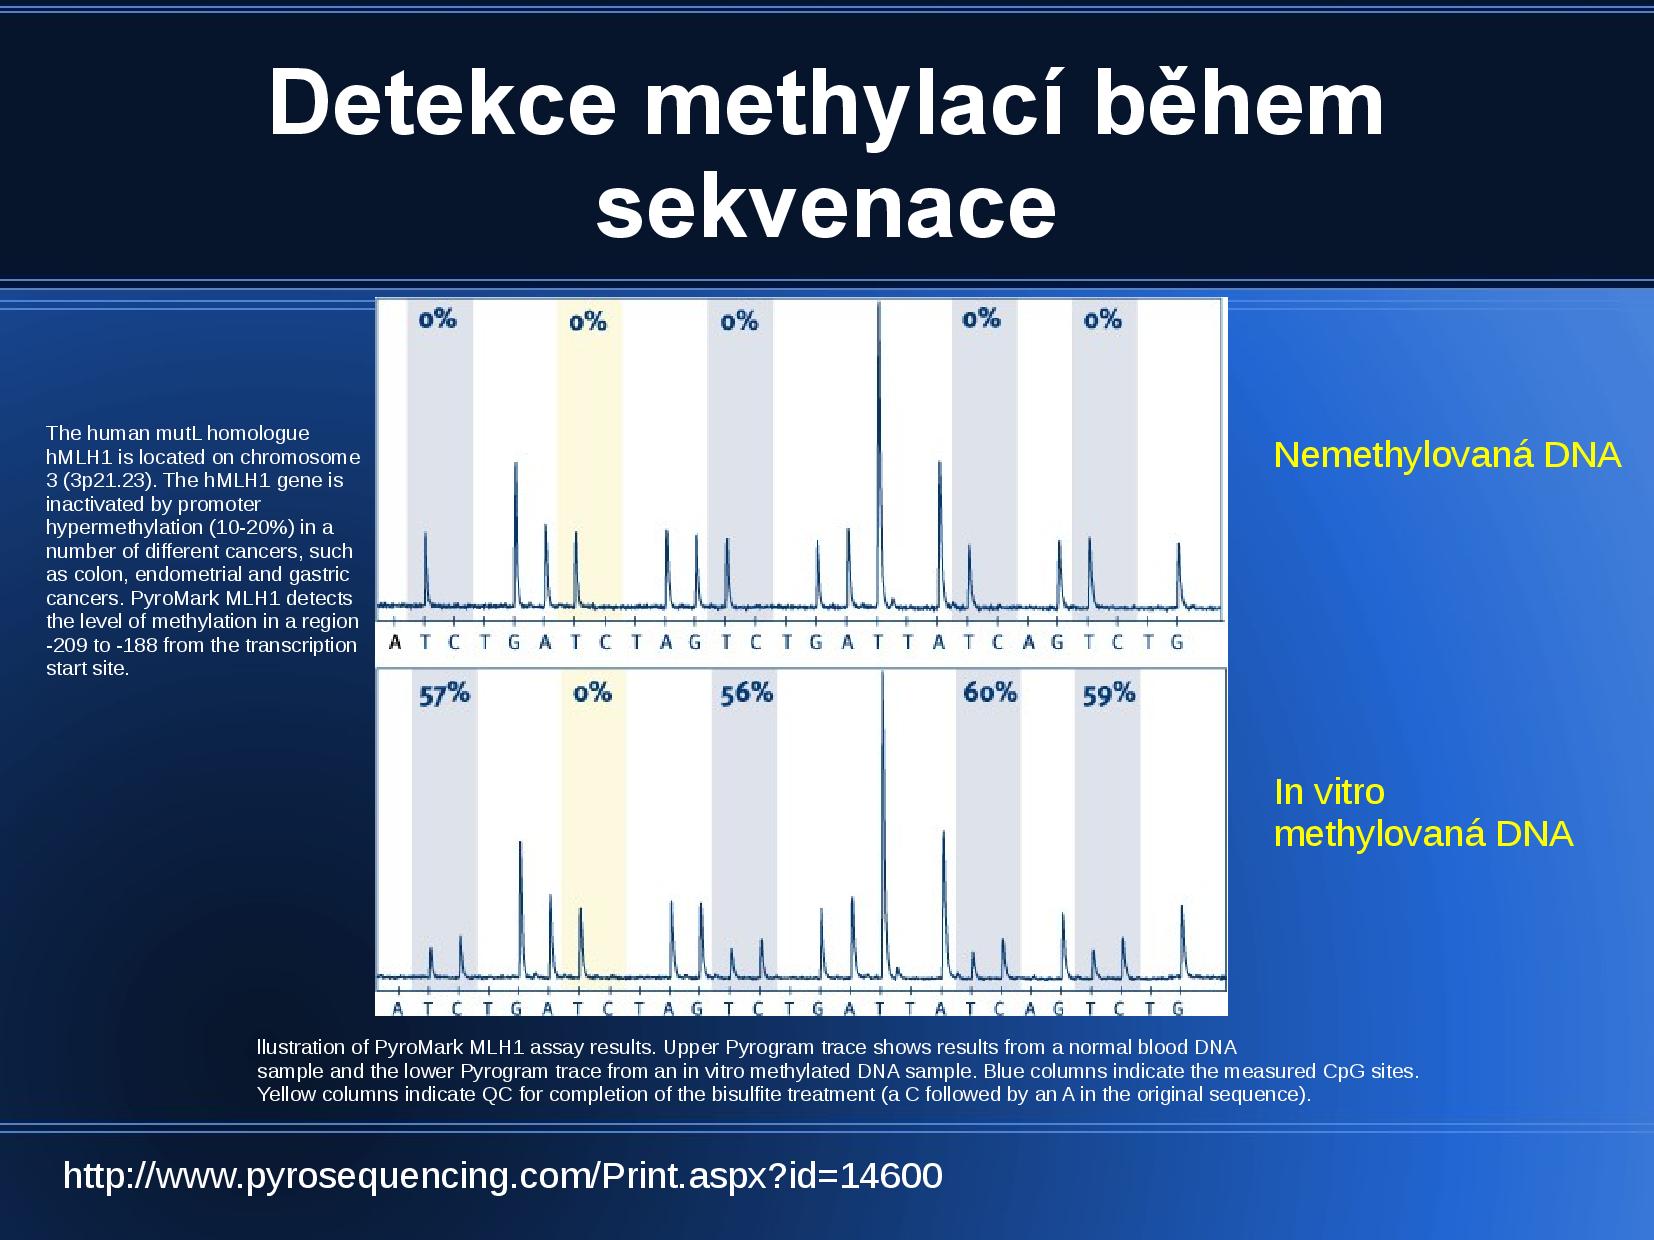 Detekce methylací během
sekvenace
The human mutL homologue
hMLH1 is located on chromosome
3 (3p21.23). The hMLH1 gene is
inactivated by promoter
hypermethylation (10-20%) in a
number of different cancers, such
as colon, endometrial and gastric
cancers. PyroMark MLH1 detects
the level of methylation in a region
-209 to -188 from the transcription
start site.
0% 0% 0% 0% 0%
A T C T G A T C T A G T C T G A T T A T C A G T C T G
Nemethylovaná DNA
57% 0% 56% 60% 59%
A T C T G A T C T A G T C T G A T T A T C A G T C T G
In vitro
methylovaná DNA
llustration of PyroMark MLH1 assay results. Upper Pyrogram trace shows results from a normal blood DNA
sample and the lower Pyrogram trace from an in vitro methylated DNA sample. Blue columns indicate the measured CpG sites.
Yellow columns indicate QC for completion of the bisulfite treatment (a C followed by an A in the original sequence).
http://www.pyrosequencing.com/Print.aspx?id=14600